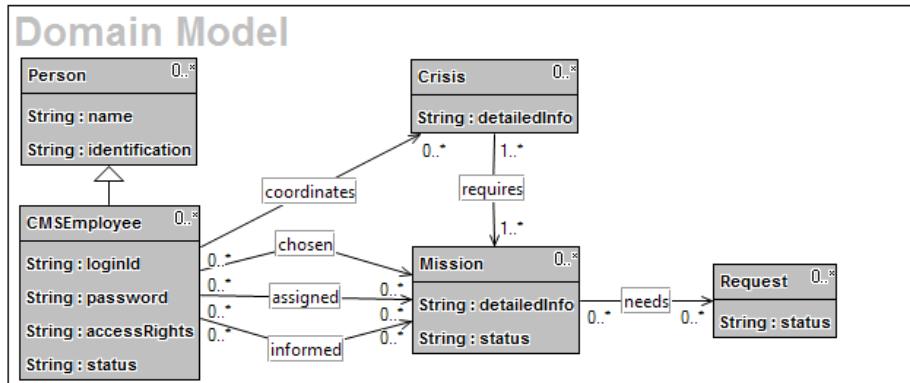 Domain Model
Person 0..*
String : name
String : identification
Crisis 0..*
String : detailedInfo
0..* 1..*
coordinates
requires
CMSEmployee 0..*
String : loginId
String : password
String : accessRights
String : status
1..*
chosen
0..*
Mission 0..*
String : detailedInfo
String : status
0..*
assigned
0..*
0..*
0..*
0..*
informed
0..*
Request 0..*
String : status
needs
0..* 0..*